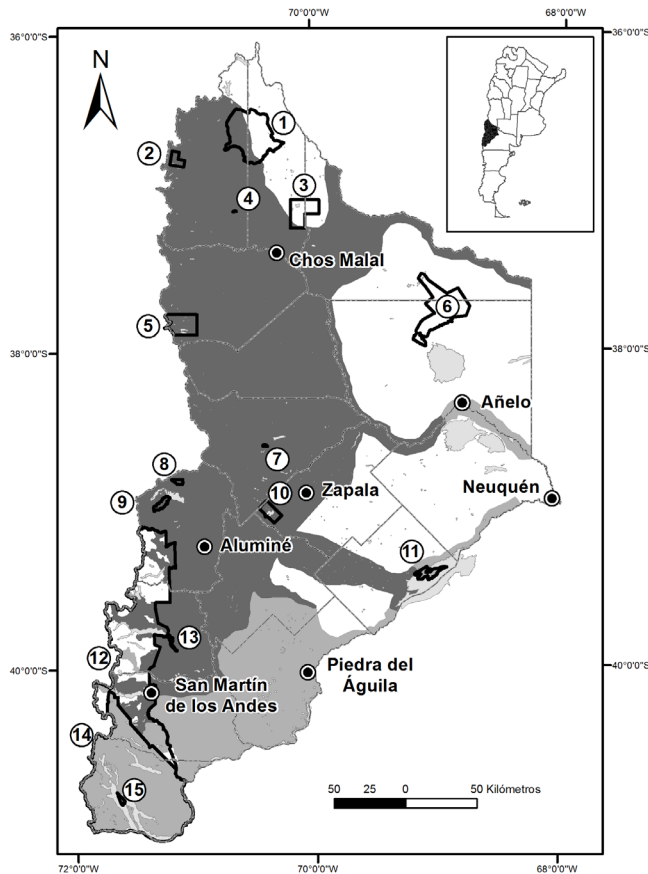 70°0'0"W 68°0'0"W
36°0'0"S 36°0'0"S
N
1
2
3
4
Chos Malal
5
6
38°0'0"S 38°0'0"S
Añelo
7
8
9
10
Zapala
Neuquén
Aluminé
11
13
12
40°0'0"S 40°0'0"S
Piedra del
Águila
San Martín
de los Andes
14
15
50 25 0 50 Kilómetros
72°0'0"W 70°0'0"W 68°0'0"W